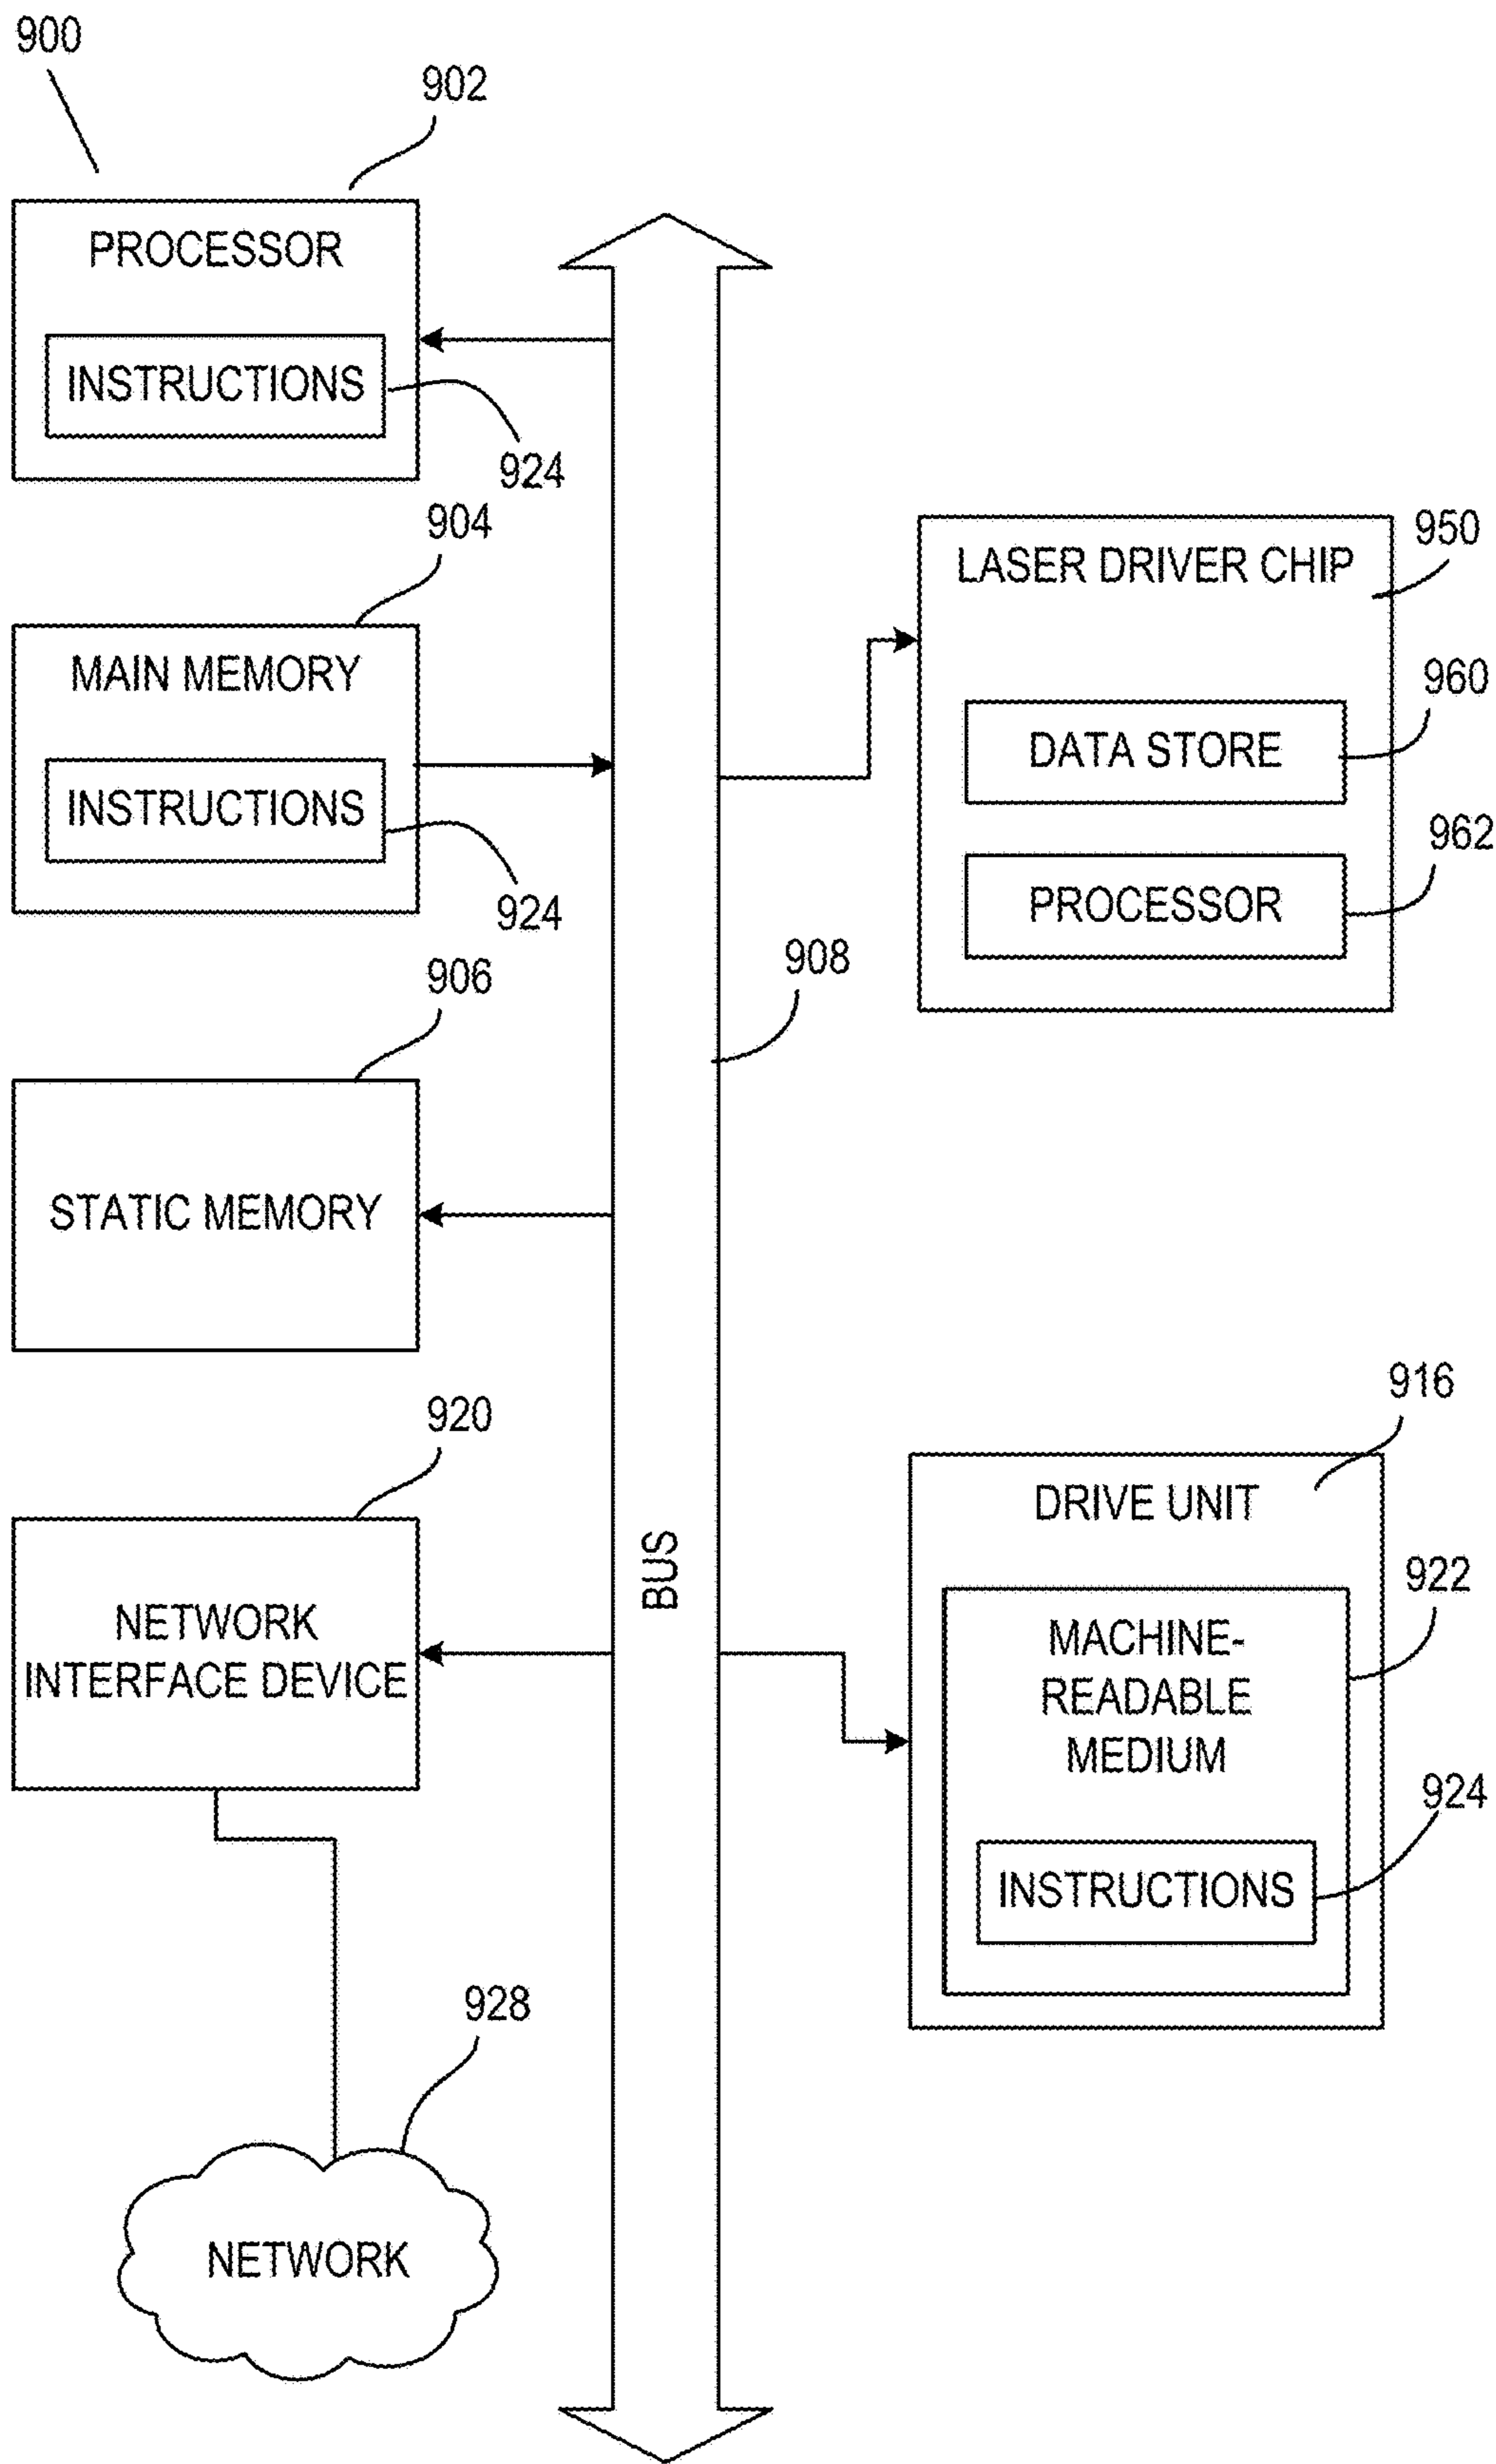 900
902
PROCESSOR
INSTRUCTIONS
924
904
MAIN MEMORY
INSTRUCTIONS
924
906
STATIC MEMORY
920
NETWORK
INTERFACE DEVICE
928
NETWORK
908
BUS
950
LASER DRIVER CHIP
960
DATA STORE
962
PROCESSOR
916
DRIVE UNIT
922
MACHINE-
READABLE
MEDIUM
924
INSTRUCTIONS